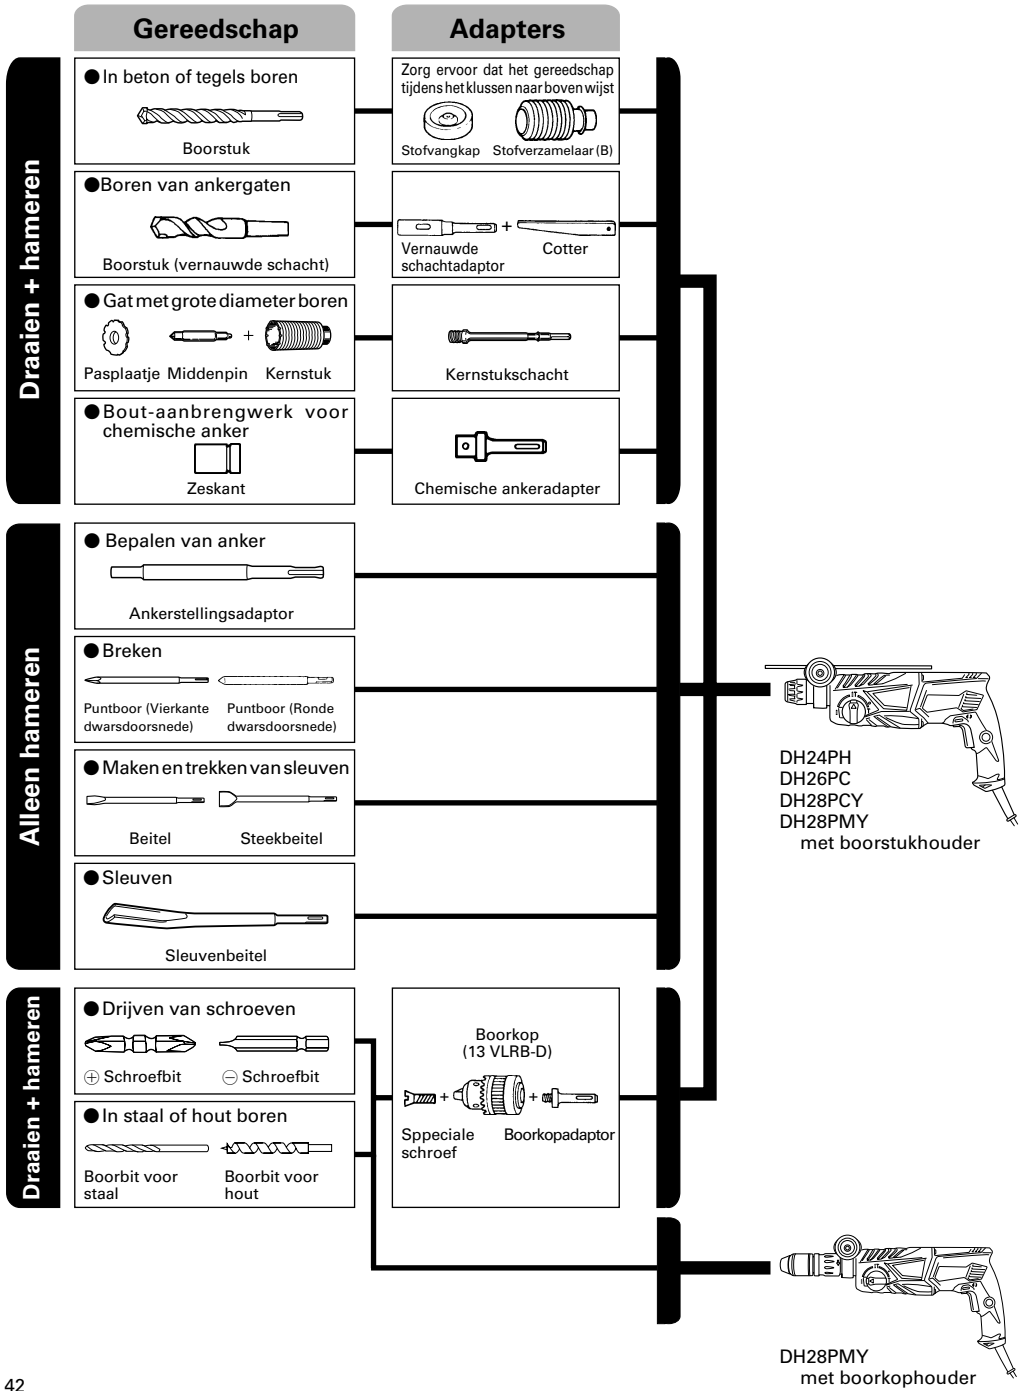 Gereedschap
Adapters
Draaien + hameren
● In beton of tegels boren
Boorstuk
Zorg ervoor dat het gereedschap
tijdens het klussen naar boven wijst
Stofvangkap
Stofverzamelaar (B)
● Boren van ankergaten
Boorstuk (vernauwde schacht)
+
Vernauwde
schachtadaptor
Cotter
● Gat met grote diameter boren
+
Pasplaatje
Middenpin
Kernstuk
Kernstukschacht
● Bout-aanbrengwerk voor
chemische anker
Zeskant
Chemische ankeradapter
Alleen hameren
● Bepalen van anker
Ankerstellingsadaptor
● Breken
Puntboor (Vierkante
dwarsdoorsnede)
Puntboor (Ronde
dwarsdoorsnede)
● Maken en trekken van sleuven
Beitel
Steekbeitel
● Sleuven
Sleuvenbeitel
DH24PH
DH26PC
DH28PCY
DH28PMY
met boorstukhouder
Draaien + hameren
● Drijven van schroeven
⊕ Schroefbit
⊖ Schroefbit
● In staal of hout boren
Boorbit voor
staal
Boorbit voor
hout
Boorkop
(13 VLRB-D)
+
+
Sppeciale
schroef
Boorkopadaptor
DH28PMY
met boorkophouder
42